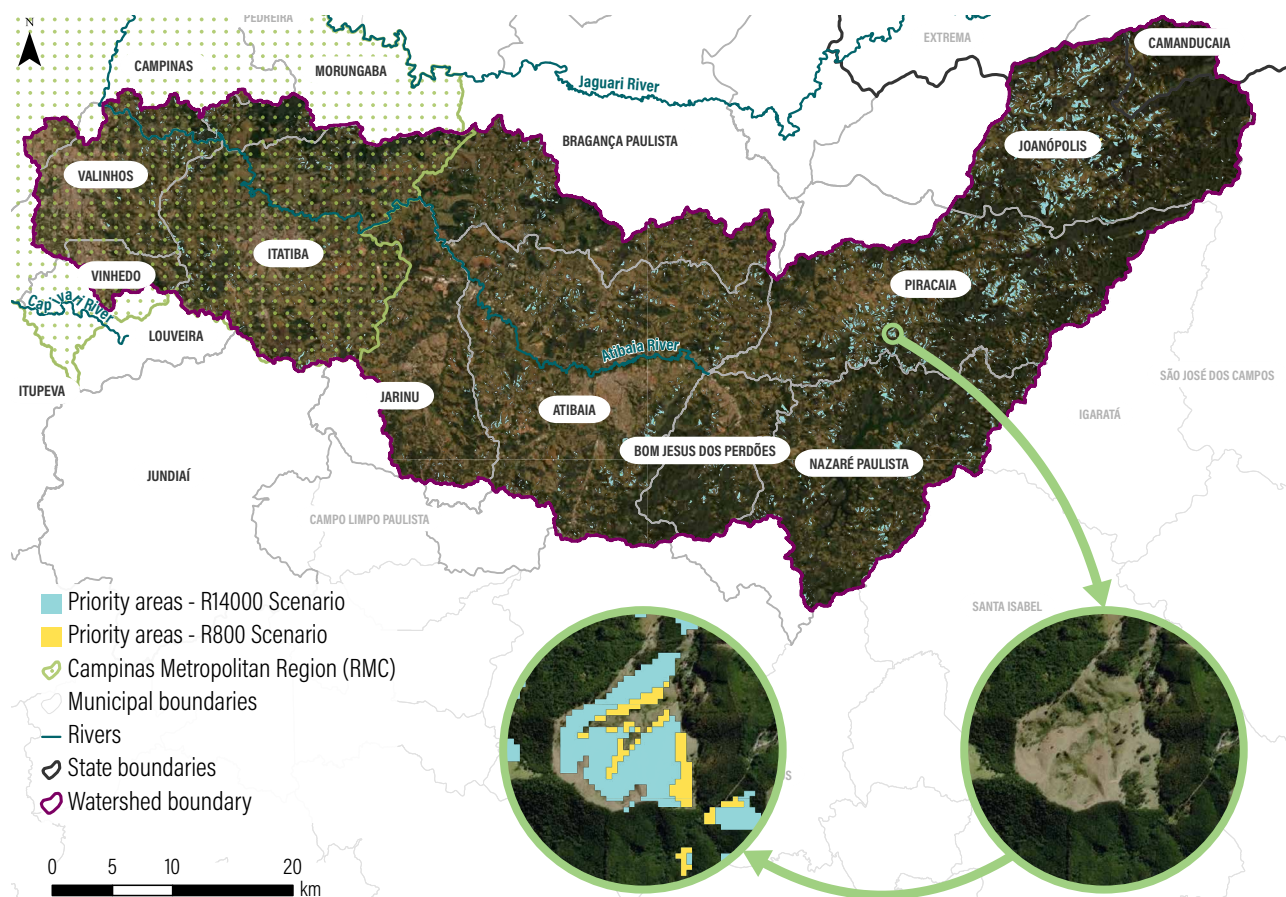 N
PEDREIRA
CAMPINAS
MORUNGABA
Jaguari River
EXTREMA
CAMANDUCAIA
BRAGANÇA PAULISTA
JOANÓPOLIS
VALINHOS
ITATIBA
VINHEDO
PIRACAIA
LOUVEIRA
Atibaia River
ITUPEVA
JARINU
ATIBAIA
SÃO JOSÉ DOS CAMPOS
IGARATÁ
BOM JESUS DOS PERDÕES
NAZARÉ PAULISTA
JUNDIAÍ
CAMPO LIMPO PAULISTA
SANTA ISABEL
Priority areas - R14000 Scenario
Priority areas - R800 Scenario
Campinas Metropolitan Region (RMC)
Municipal boundaries
Rivers
State boundaries
Watershed boundary
0 5 10 20
km